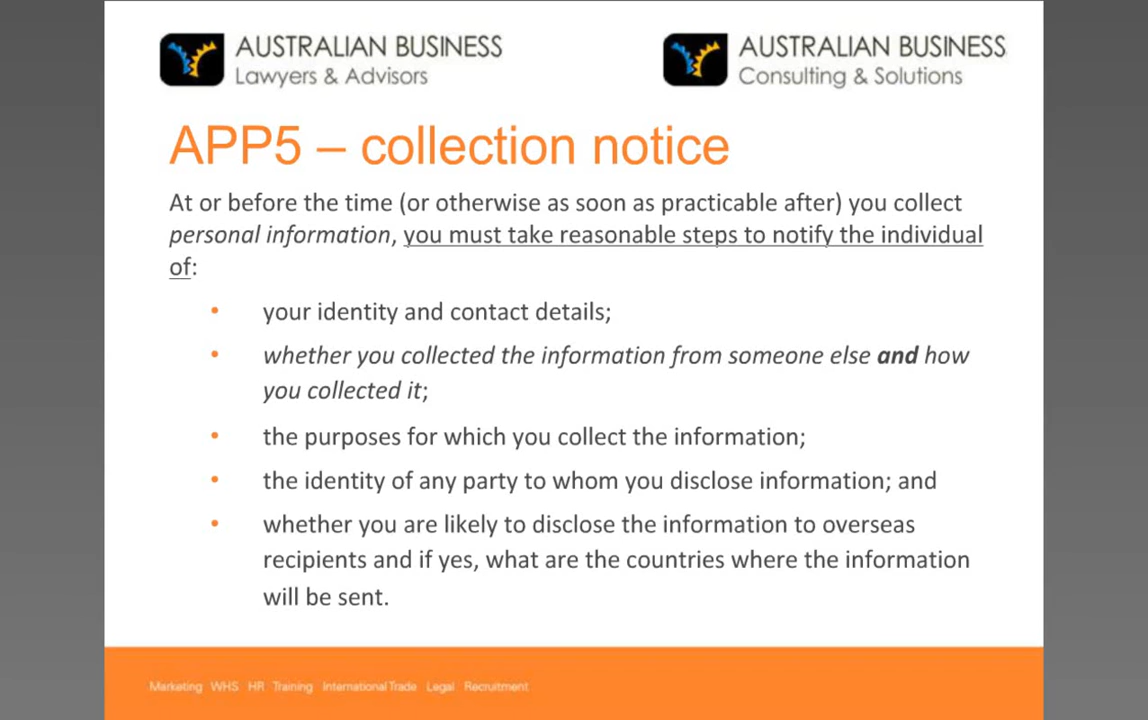 AUSTRALIAN BUSINESS
Lawyers & Advisors
AUSTRALIAN BUSINESS
Consulting & Solutions
APP5 – collection notice
At or before the time (or otherwise as soon as practicable after) you collect
personal information, you must take reasonable steps to notify the individual
of:
• your identity and contact details;
• whether you collected the information from someone else and how
you collected it;
• the purposes for which you collect the information;
• the identity of any party to whom you disclose information; and
• whether you are likely to disclose the information to overseas
recipients and if yes, what are the countries where the information
will be sent.
Marketing WHS HR Training International Trade Legal Recruitment